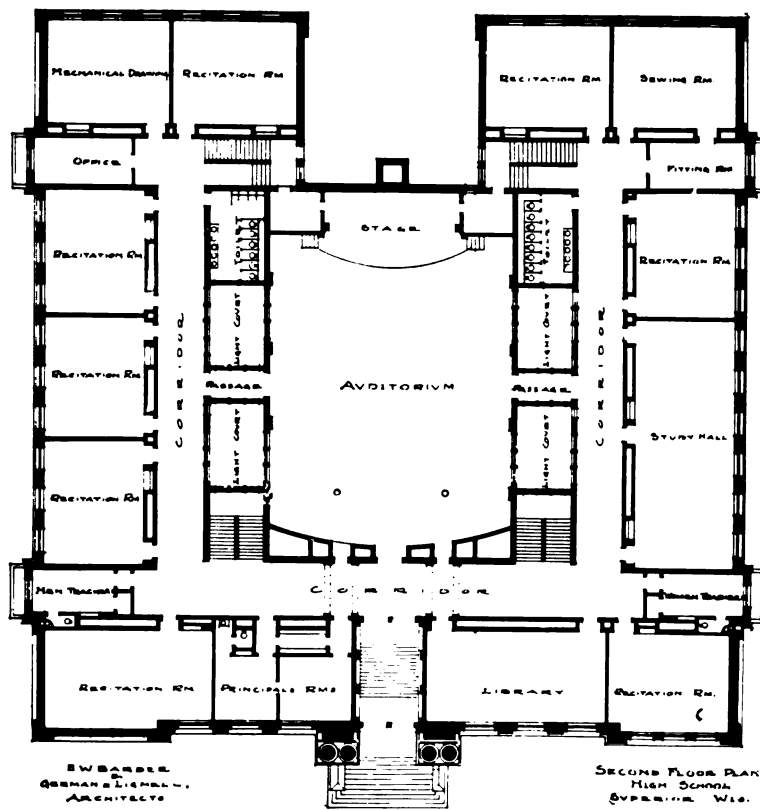 MECHANICAL DRAWING
RECITATION RM
RECITATION RM
SEWING RM
OFFICE
FITTING RM
STAGE
TOILET
TOILET
RECITATION RM
RECITATION RM
LIGHT COURT
LIGHT COURT
CORRIDOR
CORRIDOR
RECITATION RM
PASSAGE
AVDITORIVM
PASSAGE
LIGHT COURT
LIGHT COURT
STUDY HALL
RECITATION RM
MEN TEACHERS
CORRIDOR
WOMEN TEACHERS
RECITATION RM.
PRINCIPALS RMS
LIBRARY
RECITATION RM.
ARCHITECTS
SECOND FLOOR PLAN
HIGH SCHOOL
SVPERIOR WIS.